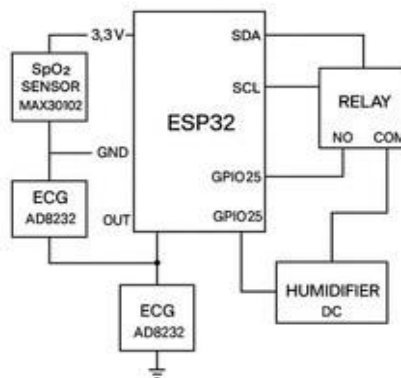 3,3 V
SpO₂
SENSOR
MAX30102
GND
ECG
AD8232
OUT
ESP32
SDA
SCL
GPIO25
GPIO25
RELAY
NO COM
HUMIDIFIER
DC
ECG
AD8232